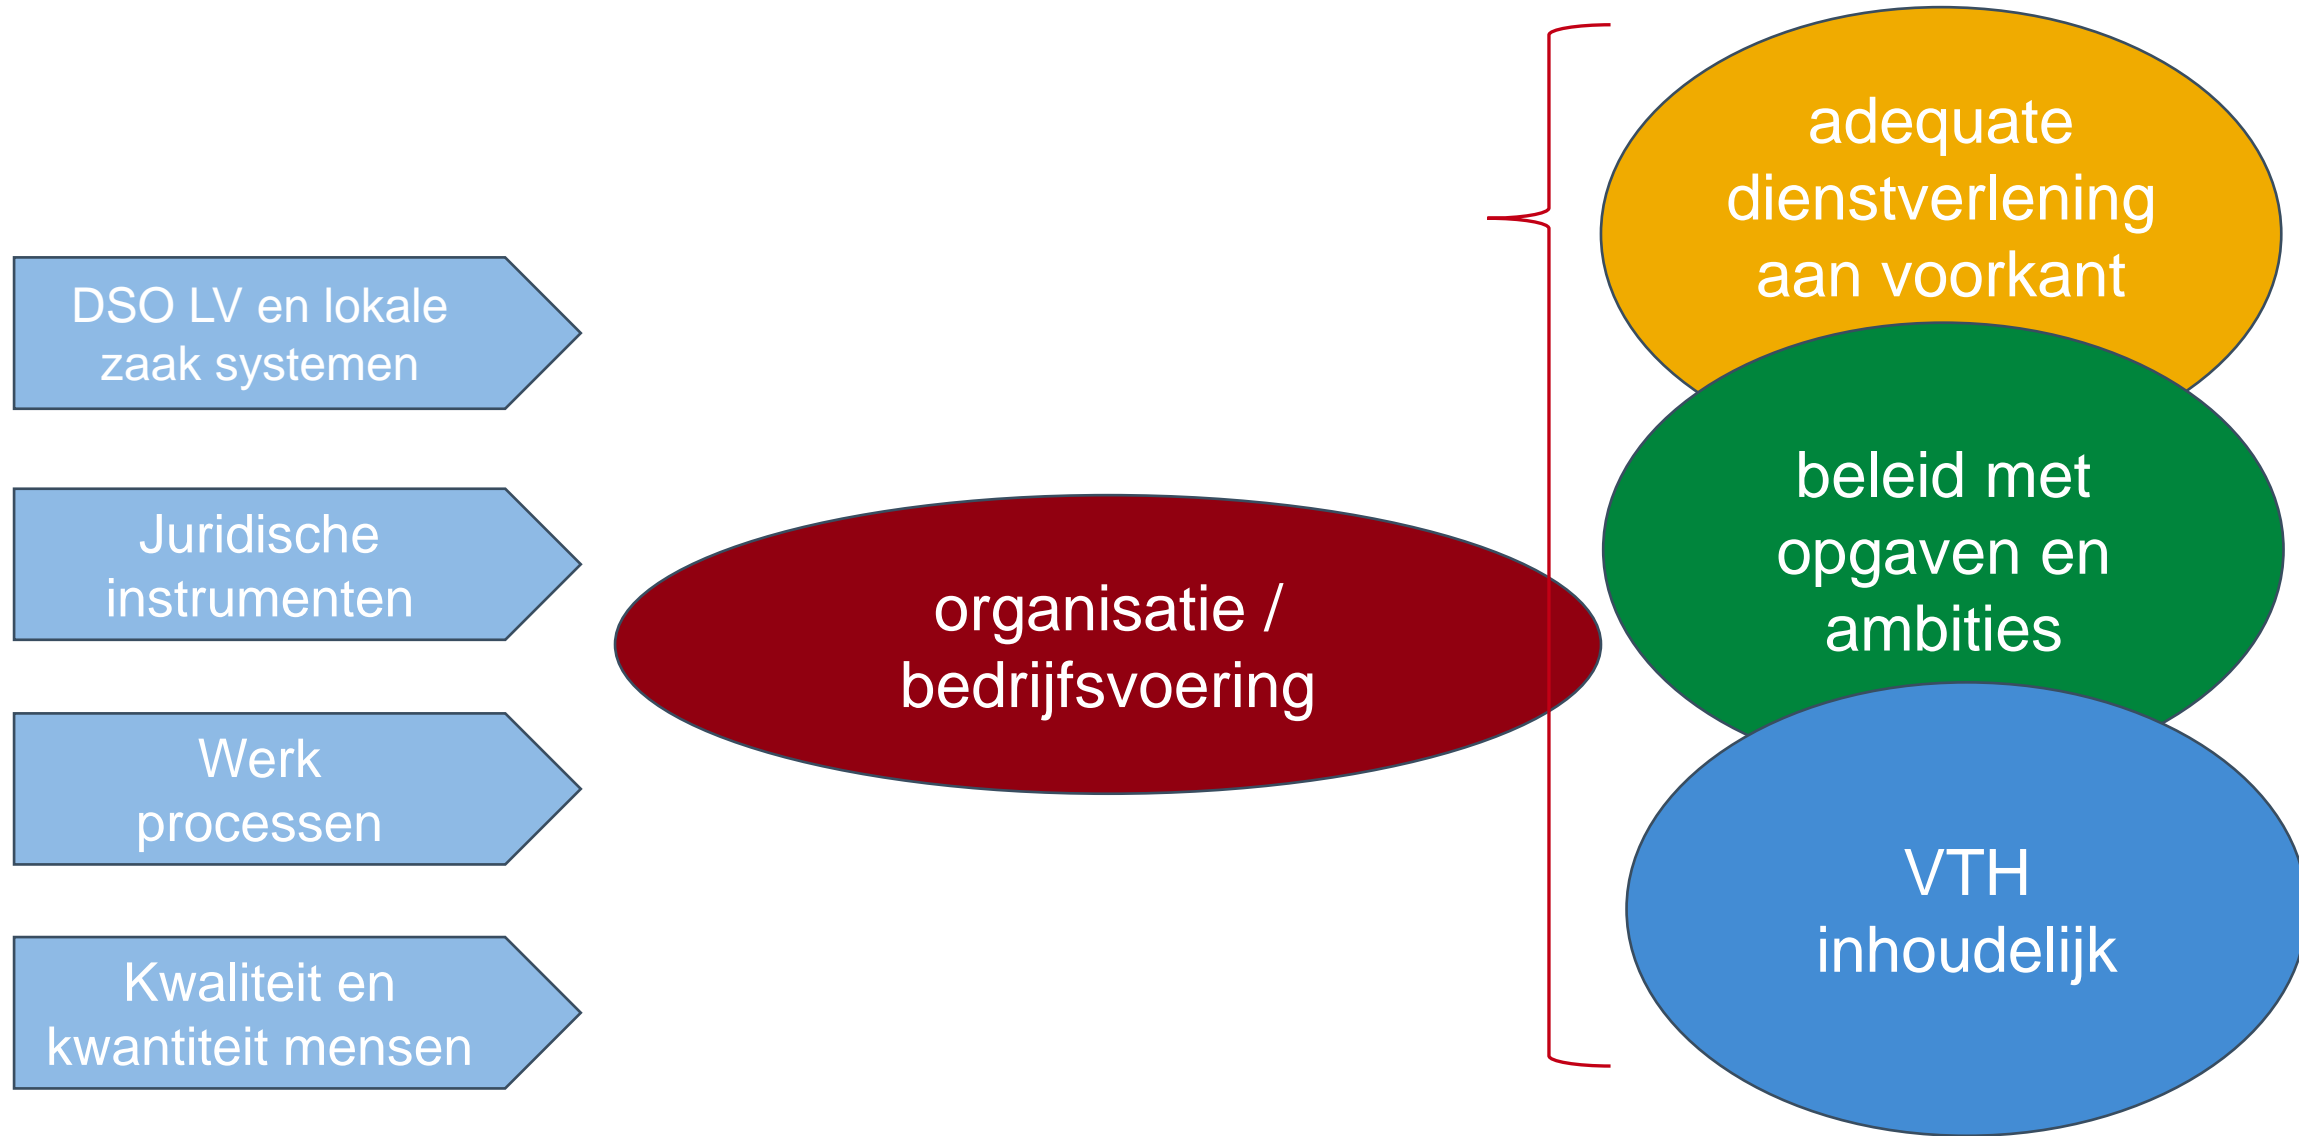 DSO LV en lokale
zaak systemen
Juridische
instrumenten
Werk
processen
Kwaliteit en
kwantiteit mensen
organisatie /
bedrijfsvoering
adequate
dienstverlening
aan voorkant
beleid met
opgaven en
ambities
VTH
inhoudelijk